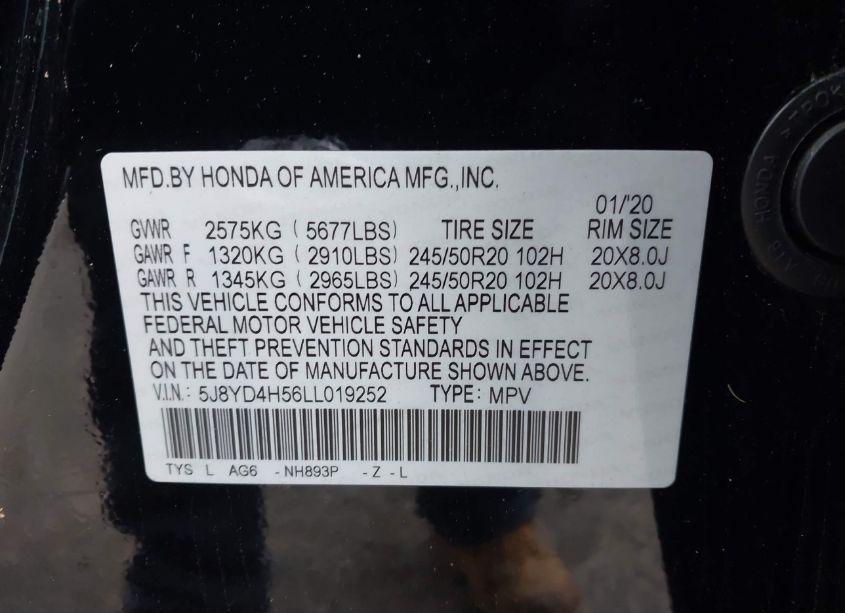 MFD.BY HONDA OF AMERICA MFG.,INC.
01/'20
GVWR 2575KG ( 5677LBS) TIRE SIZE RIM SIZE
GAWR F 1320KG ( 2910LBS) 245/50R20 102H 20X8.0J
GAWR R 1345KG ( 2965LBS) 245/50R20 102H 20X8.0J
THIS VEHICLE CONFORMS TO ALL APPLICABLE
FEDERAL MOTOR VEHICLE SAFETY
AND THEFT PREVENTION STANDARDS IN EFFECT
ON THE DATE OF MANUFACTURE SHOWN ABOVE.
V.I.N.: 5J8YD4H56LL019252 TYPE: MPV
TYS L AG6 -NH893P -Z -L
HONDA